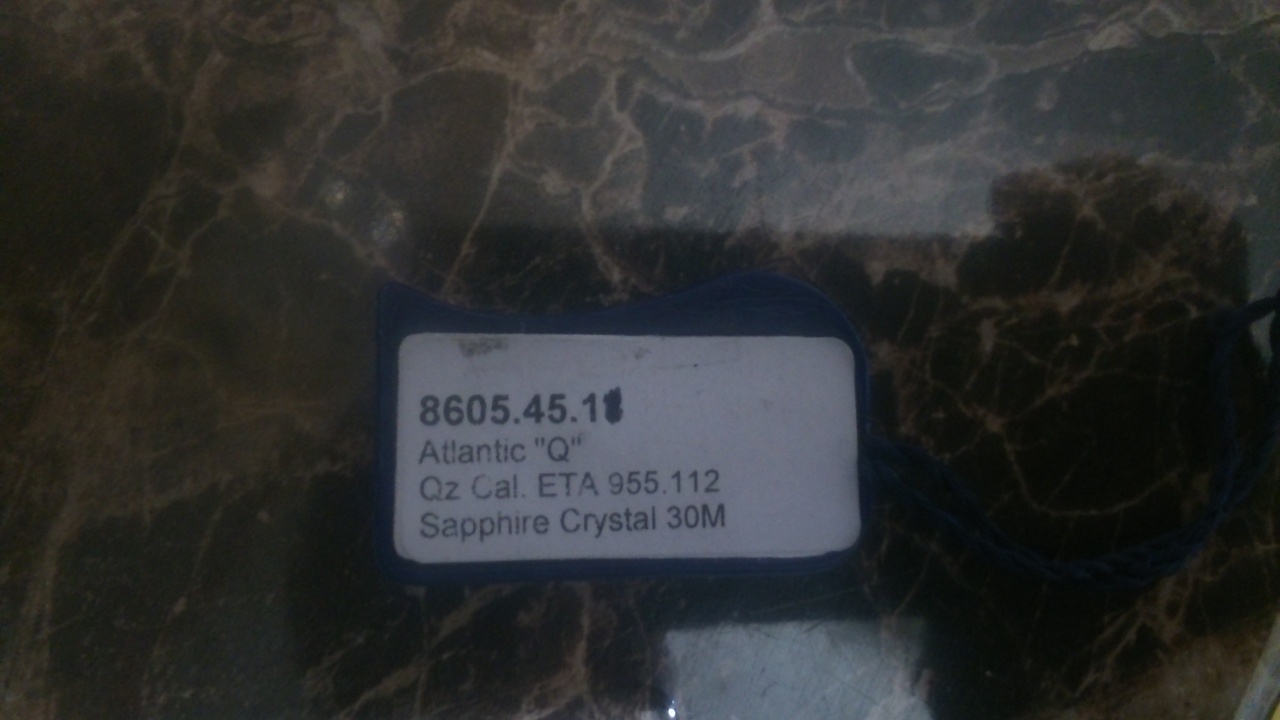 8605.45.1
Atlantic "Q"
Qz Cal. ETA 955.112
Sapphire Crystal 30M